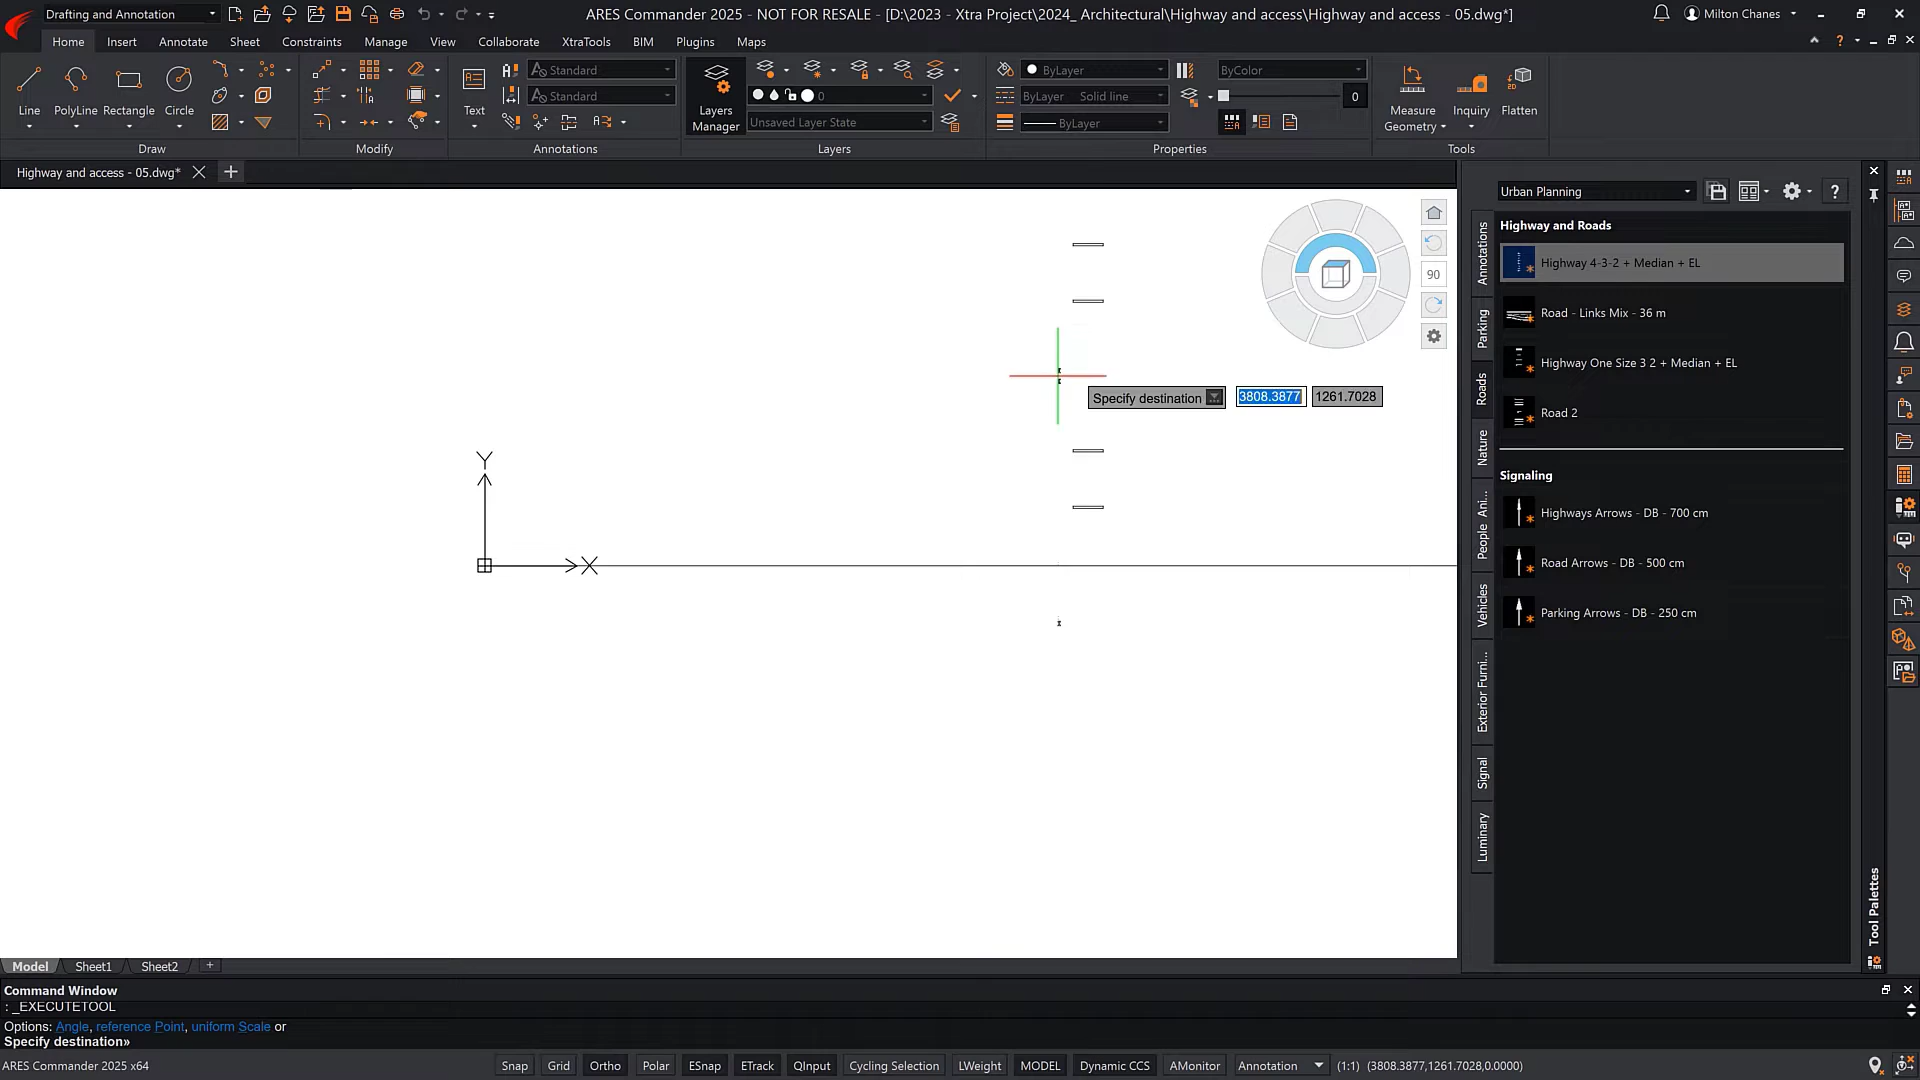 Drafting and Annotation
ARES Commander 2025 - NOT FOR RESALE - [D:\2023 - Xtra Project\2024_ Architectural\Highway and access\Highway and access - 05.dwg*]
Milton Chanes
Home Insert Annotate Sheet Constraints Manage View Collaborate XtraTools BIM Plugins Maps
Standard
ByLayer
ByColor
Line PolyLine Rectangle Circle
Text
Standard
Layers Manager
0
ByLayer Solid line
0
Measure Geometry
Inquiry
Flatten
Unsaved Layer State
ByLayer
Draw Modify Annotations Layers Properties Tools
Highway and access - 05.dwg*
90
Specify destination 3808.3877 1261.7028
Y
X
Urban Planning
Annotations
Parking
Roads
Nature
People Ani...
Vehicles
Exterior Furni...
Signal
Luminary
Highway and Roads
Highway 4-3-2 + Median + EL
Road - Links Mix - 36 m
Highway One Size 3 2 + Median + EL
Road 2
Signaling
Highways Arrows - DB - 700 cm
Road Arrows - DB - 500 cm
Parking Arrows - DB - 250 cm
Tool Palettes
Model Sheet1 Sheet2
Command Window
: _EXECUTETOOL
Options: Angle, reference Point, uniform Scale or
Specify destination»
ARES Commander 2025 x64
Snap Grid Ortho Polar ESnap ETrack QInput Cycling Selection LWeight MODEL Dynamic CCS AMonitor Annotation (1:1) (3808.3877,1261.7028,0.0000)